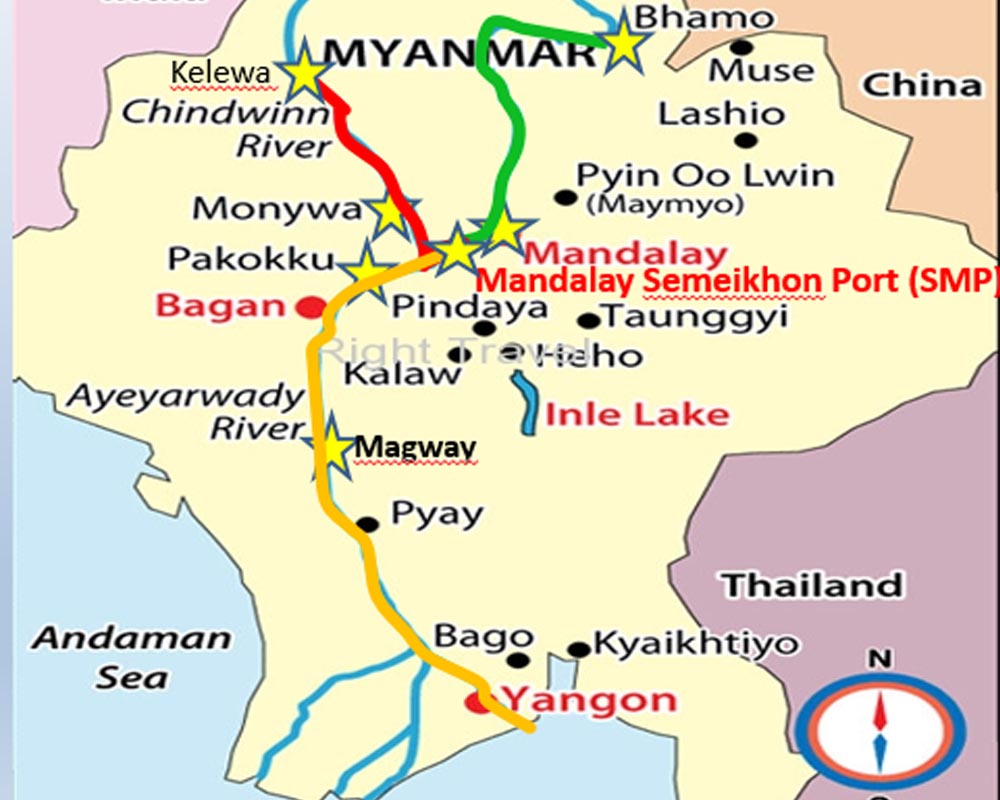 Bhamo
MYANMAR
Kelewa
Muse
China
Chindwinn
River
Lashio
Pyin Oo Lwin
(Maymyo)
Monywa
Mandalay
Pakokku
Mandalay Semeikhon Port (SMP)
Bagan
Pindaya
Taunggyi
Right Travel
Heho
Kalaw
Ayeyarwady
River
Inle Lake
Magway
Pyay
Thailand
Andaman
Sea
Bago
Kyaikhtiyo
N
Yangon